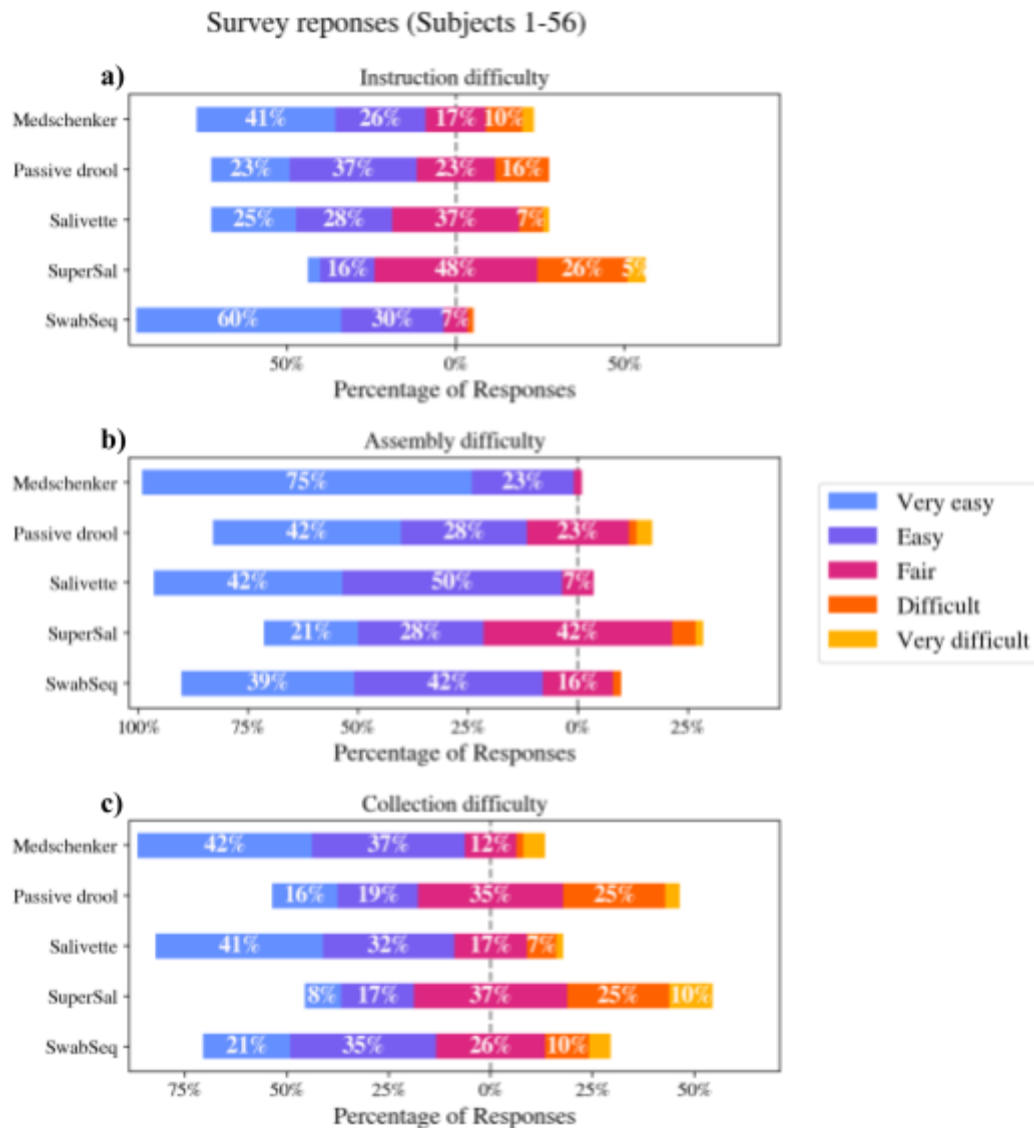 Survey reponses (Subjects 1-56)
a)
Instruction difficulty
Medschenker 41% 26% 17% 10%
Passive drool 23% 37% 23% 16%
Salivette 25% 28% 37% 7%
SuperSal 16% 48% 26% 5%
SwabSeq 60% 30% 7%
50% 0% 50%
Percentage of Responses
b)
Assembly difficulty
Medschenker 75% 23%
Passive drool 42% 28% 23%
Salivette 42% 50% 7%
SuperSal 21% 28% 42%
SwabSeq 39% 42% 16%
100% 75% 50% 25% 0% 25%
Percentage of Responses
Very easy
Easy
Fair
Difficult
Very difficult
c)
Collection difficulty
Medschenker 42% 37% 12%
Passive drool 16% 19% 35% 25%
Salivette 41% 32% 17% 7%
SuperSal 8% 17% 37% 25% 10%
SwabSeq 21% 35% 26% 10%
75% 50% 25% 0% 25% 50%
Percentage of Responses